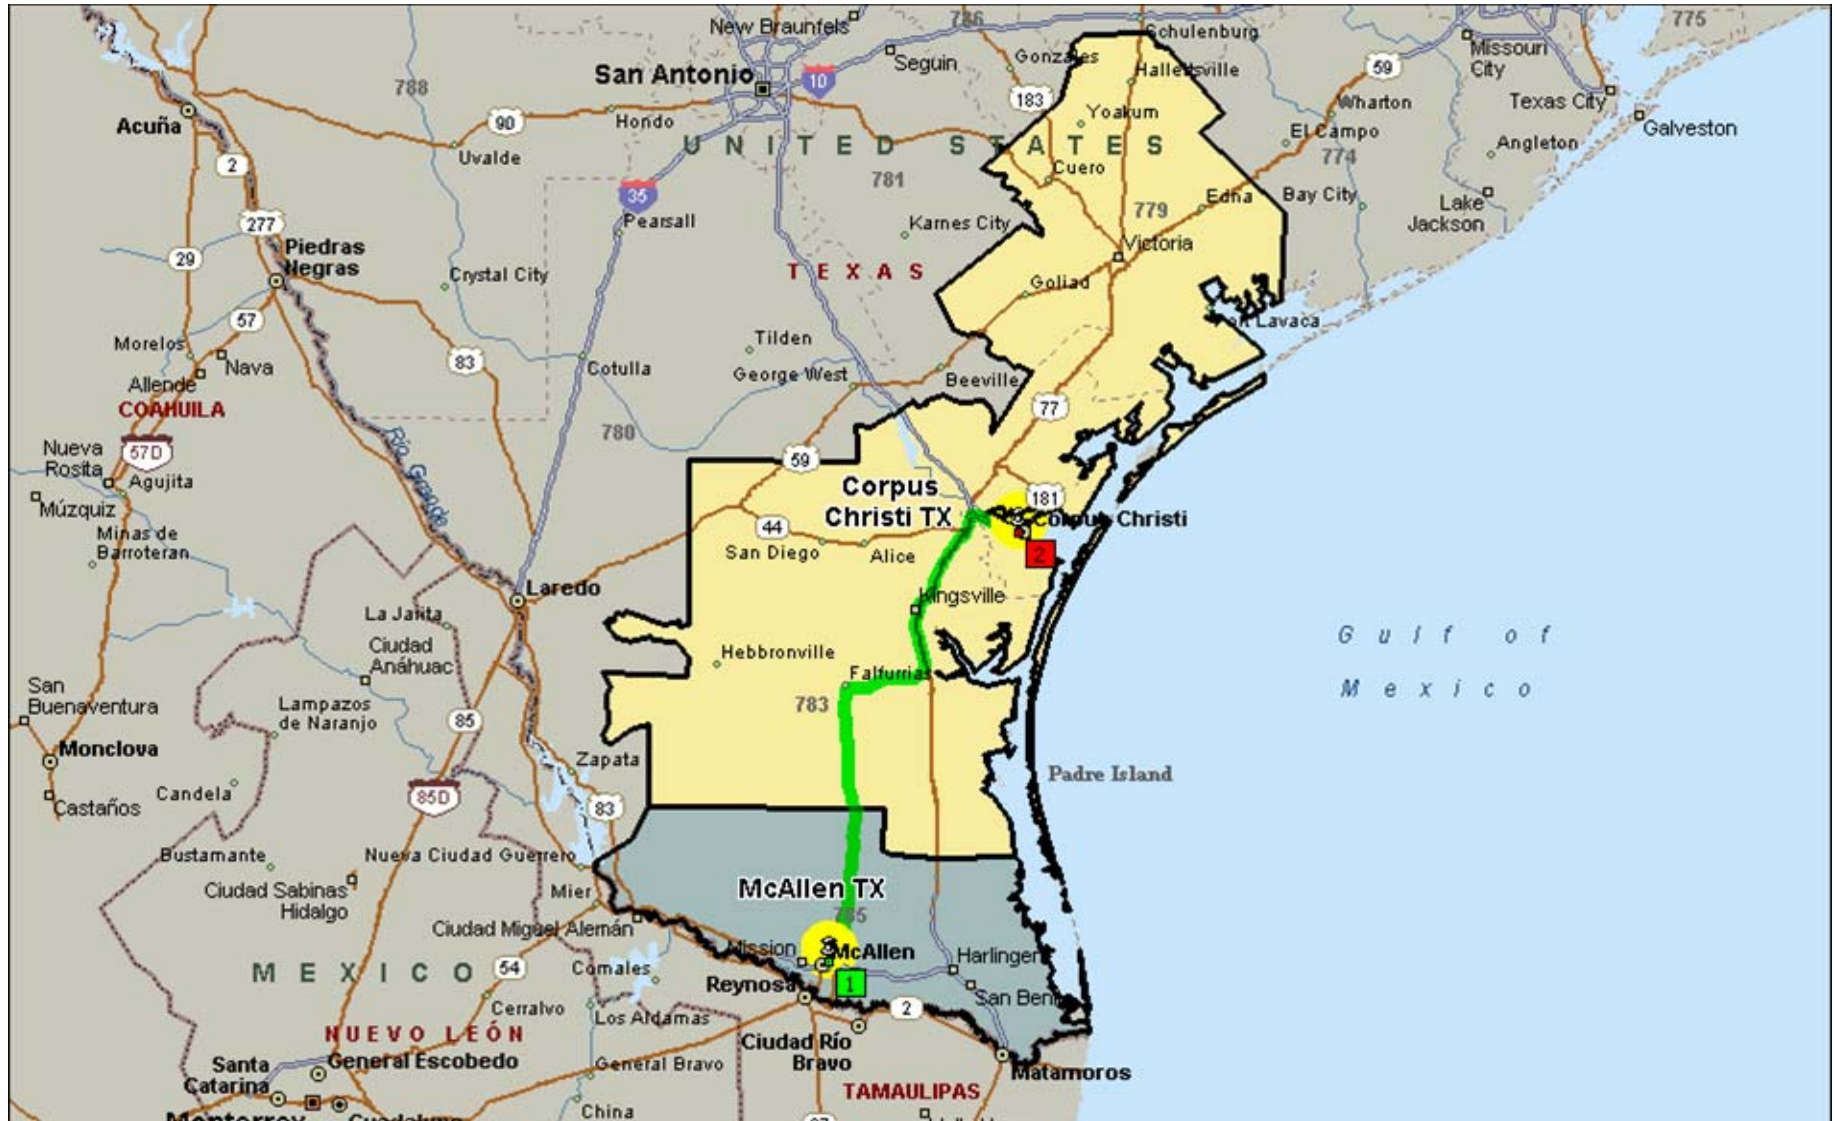 New Braunfels
786
Schulenburg
775
Missouri
City
59
Seguin
Gonzales
Hallettsville
San Antonio
10
788
183
Wharton
Texas City
Acuña
90
Hondo
Yoakum
El Campo
Galveston
Angleton
UNITED STATES
2
Uvalde
774
Cuero
781
35
Pearsall
Edna
Bay City
Lake
Jackson
779
277
Karnes City
Victoria
Piedras
Negras
29
Crystal City
TEXAS
Goliad
57
Lavaca
Morelos
Nava
83
Tilden
Cotulla
George West
Beeville
Allende
COAHUILA
77
780
Nueva
Rosita
57D
Río Grande
59
Agujita
Múzquiz
Corpus
Christi TX
181
Corpus Christi
Minas de
Barroteran
44
San Diego
Alice
2
Laredo
Kingsville
La Jarita
Ciudad
Anáhuac
Gulf of
Mexico
Hebbronville
Falfurrias
San
Buenaventura
Lampazos
de Naranjo
783
85
Monclova
Zapata
Padre Island
Candela
Castaños
85D
83
Bustamante
Nueva Ciudad Guerrero
Ciudad Sabinas
Hidalgo
Mier
McAllen TX
785
Ciudad Miguel Alemán
Mission
McAllen
Harlingen
MEXICO
54
Comales
Reynosa
1
San Beni
2
Cerralvo
Los Aldamas
NUEVO LEÓN
Ciudad Río
Bravo
Santa
Catarina
General Escobedo
General Bravo
Matamoros
TAMAULIPAS
China
Monterrey